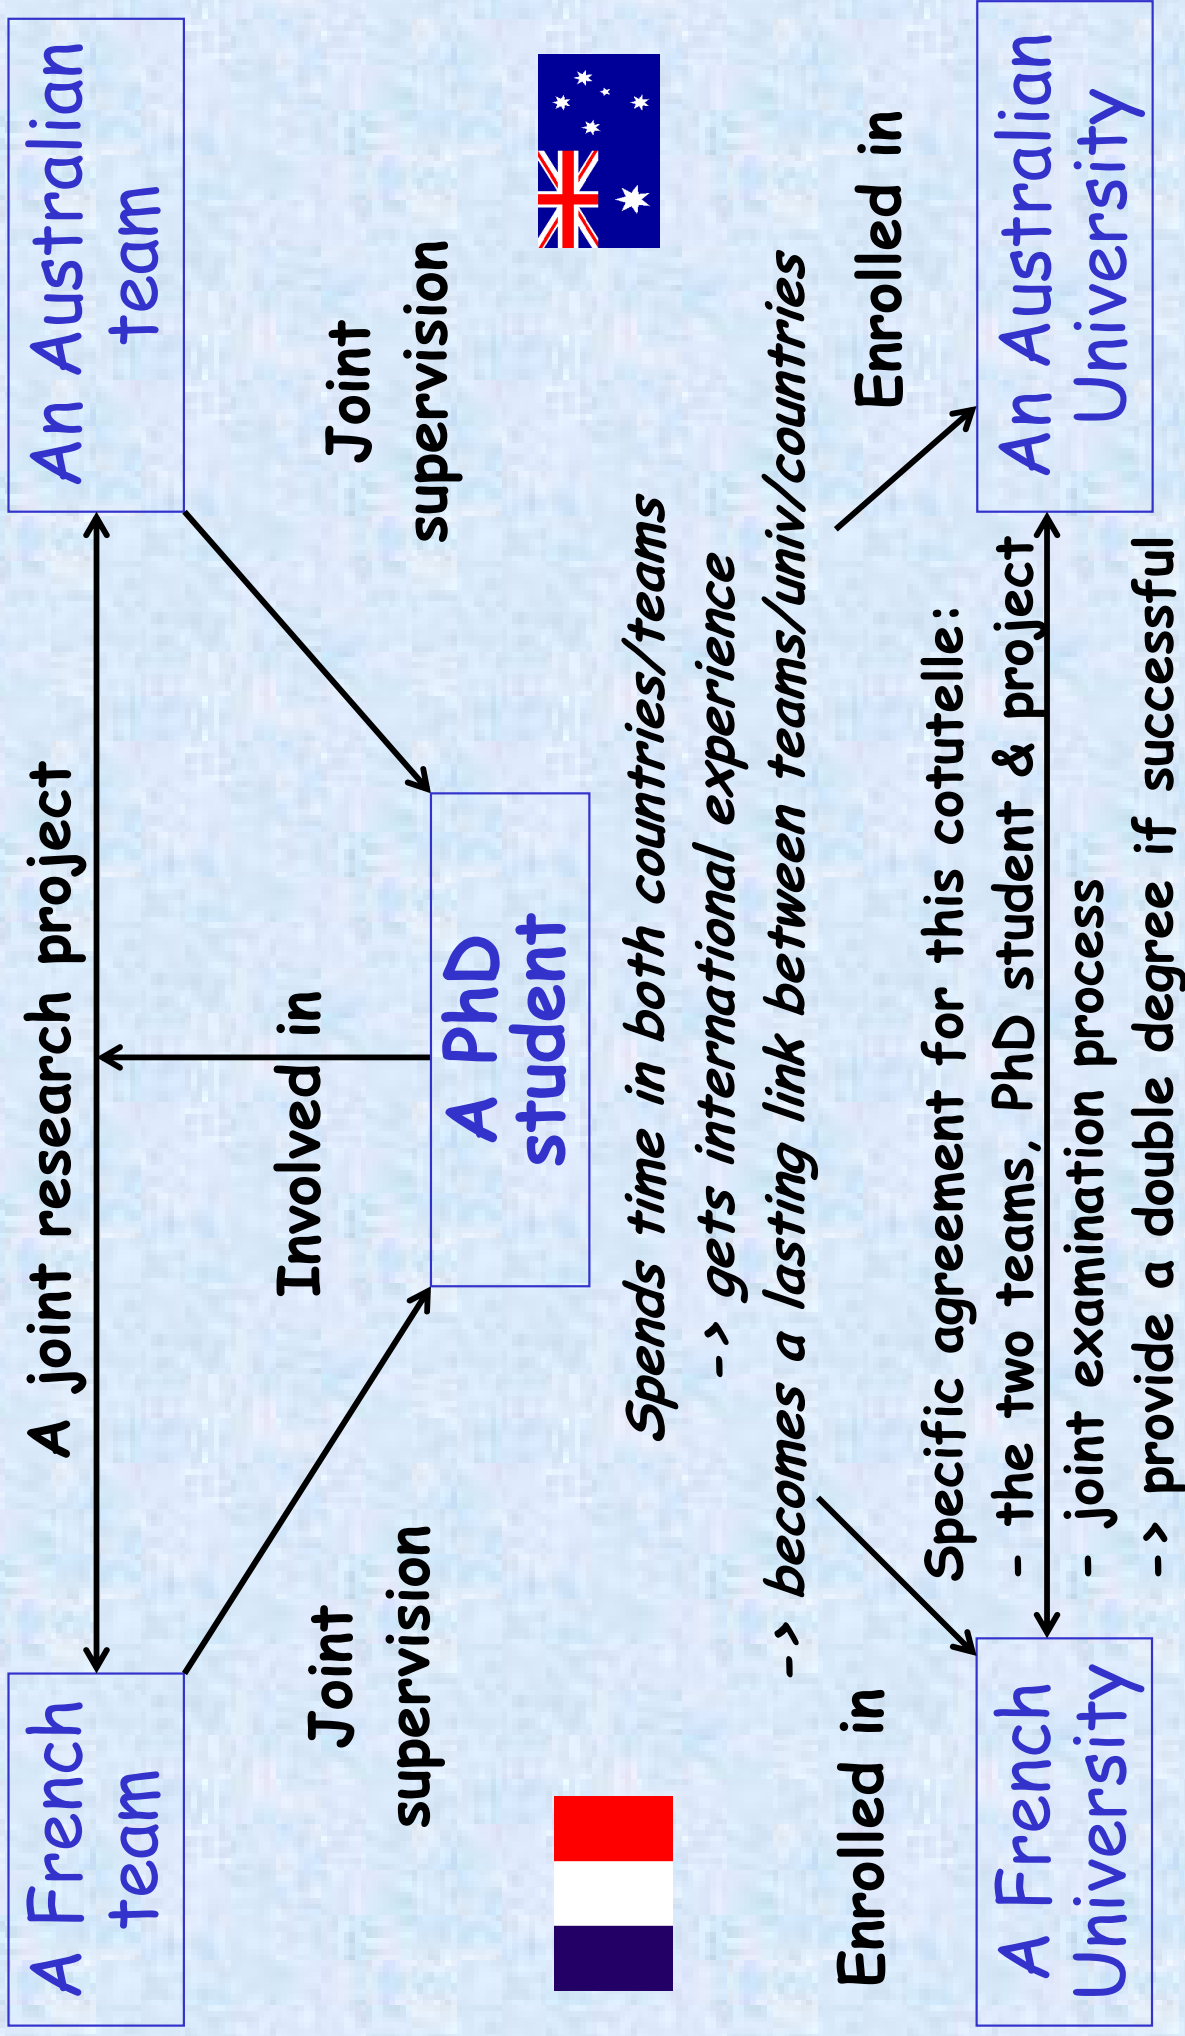 A joint research project
A French
team
An Australian
team
Involved in
Joint
supervision
Joint
supervision
A PhD
student
Spends time in both countries/teams
-> gets international experience
-> becomes a lasting link between teams/univ/countries
Enrolled in
Enrolled in
Specific agreement for this cotutelle:
- the two teams, PhD student & project
- joint examination process
-> provide a double degree if successful
A French
University
An Australian
University